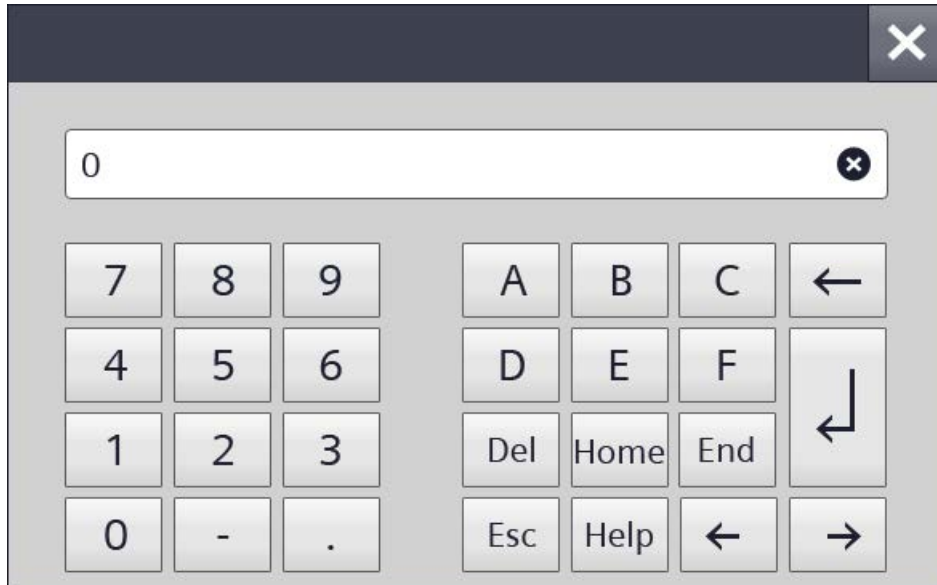 0
7 8 9 A B C ←
4 5 6 D E F ↵
1 2 3 Del Home End
0 - . Esc Help ← →